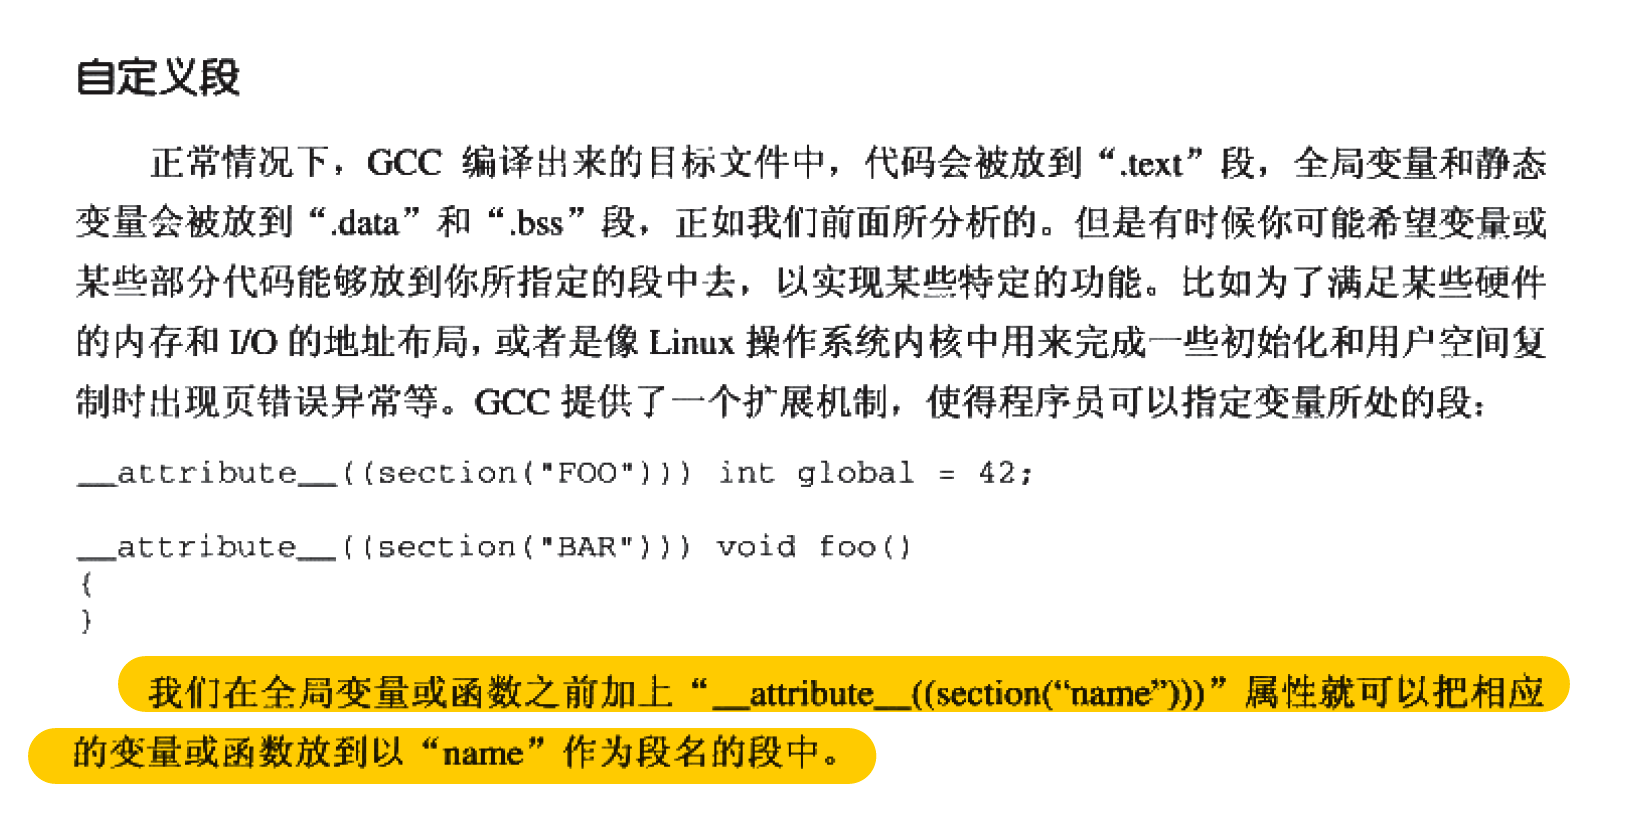 自定义段
正常情况下，GCC 编译出来的目标文件中，代码会被放到“.text”段，全局变量和静态
变量会被放到“.data”和“.bss”段，正如我们前面所分析的。但是有时候你可能希望变量或
某些部分代码能够放到你所指定的段中去，以实现某些特定的功能。比如为了满足某些硬件
的内存和 I/O 的地址布局，或者是像 Linux 操作系统内核中用来完成一些初始化和用户空间复
制时出现页错误异常等。GCC 提供了一个扩展机制，使得程序员可以指定变量所处的段：
__attribute__((section("FOO"))) int global = 42;
__attribute__((section("BAR"))) void foo()
{
}
我们在全局变量或函数之前加上“__attribute__((section(“name”)))”属性就可以把相应
的变量或函数放到以“name”作为段名的段中。